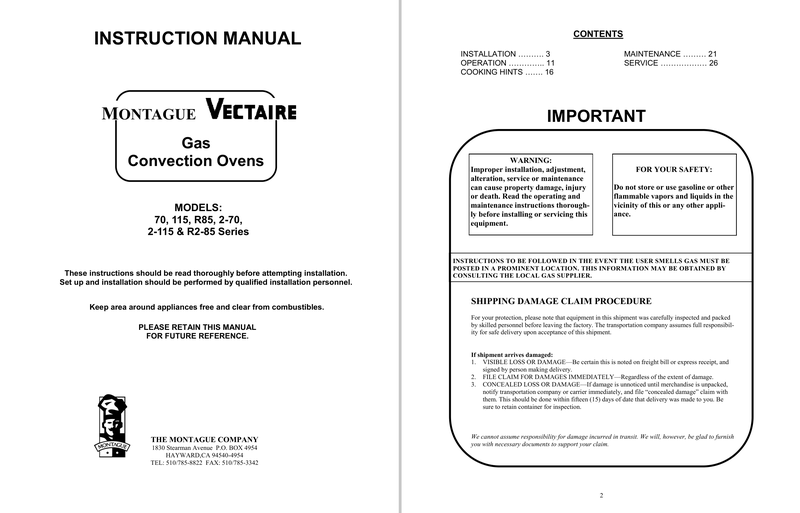 INSTRUCTION MANUAL
MONTAGUE VECTAIRE
Gas
Convection Ovens
MODELS:
70, 115, R85, 2-70,
2-115 & R2-85 Series
These instructions should be read thoroughly before attempting installation.
Set up and installation should be performed by qualified installation personnel.
Keep area around appliances free and clear from combustibles.
PLEASE RETAIN THIS MANUAL
FOR FUTURE REFERENCE.
MONTAGUE
THE MONTAGUE COMPANY
1830 Stearman Avenue P.O. BOX 4954
HAYWARD,CA 94540-4954
TEL: 510/785-8822 FAX: 510/785-3342
CONTENTS
INSTALLATION ………. 3
OPERATION ………….. 11
COOKING HINTS ……. 16
MAINTENANCE ……… 21
SERVICE ……………… 26
IMPORTANT
WARNING:
Improper installation, adjustment,
alteration, service or maintenance
can cause property damage, injury
or death. Read the operating and
maintenance instructions thorough-
ly before installing or servicing this
equipment.
FOR YOUR SAFETY:
Do not store or use gasoline or other
flammable vapors and liquids in the
vicinity of this or any other appli-
ance.
INSTRUCTIONS TO BE FOLLOWED IN THE EVENT THE USER SMELLS GAS MUST BE
POSTED IN A PROMINENT LOCATION. THIS INFORMATION MAY BE OBTAINED BY
CONSULTING THE LOCAL GAS SUPPLIER.
SHIPPING DAMAGE CLAIM PROCEDURE
For your protection, please note that equipment in this shipment was carefully inspected and packed
by skilled personnel before leaving the factory. The transportation company assumes full responsibil-
ity for safe delivery upon acceptance of this shipment.
If shipment arrives damaged:
1. VISIBLE LOSS OR DAMAGE—Be certain this is noted on freight bill or express receipt, and
signed by person making delivery.
2. FILE CLAIM FOR DAMAGES IMMEDIATELY—Regardless of the extent of damage.
3. CONCEALED LOSS OR DAMAGE—If damage is unnoticed until merchandise is unpacked,
notify transportation company or carrier immediately, and file "concealed damage" claim with
them. This should be done within fifteen (15) days of date that delivery was made to you. Be
sure to retain container for inspection.
We cannot assume responsibility for damage incurred in transit. We will, however, be glad to furnish
you with necessary documents to support your claim.
2